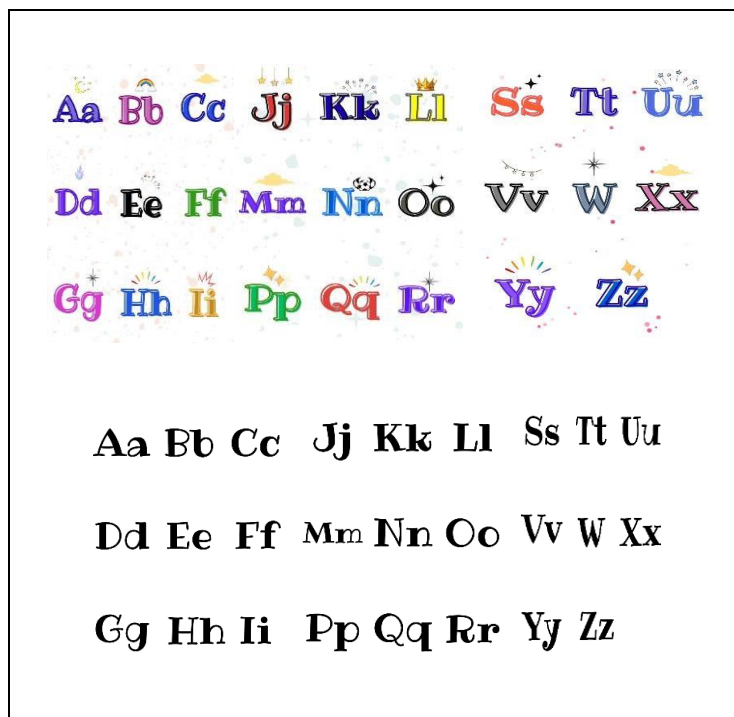 Aa Bb Cc Jj Kk Ll Ss Tt Uu
Dd Ee Ff Mm Nn Oo Vv W Xx
Gg Hh Ii Pp Qq Rr Yy Zz
Aa Bb Cc Jj Kk Ll Ss Tt Uu
Dd Ee Ff Mm Nn Oo Vv W Xx
Gg Hh Ii Pp Qq Rr Yy Zz